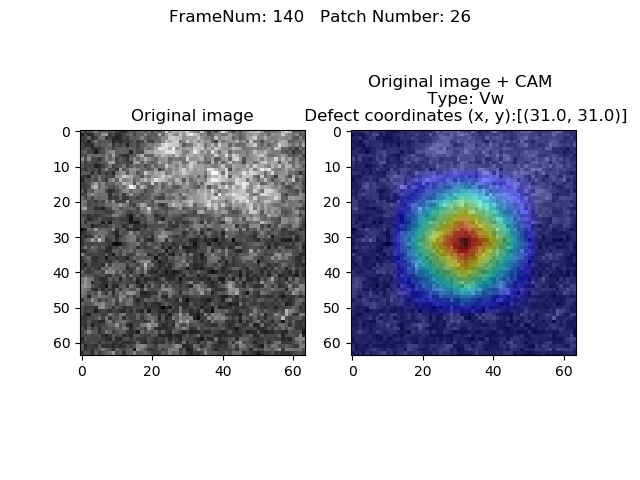 FrameNum: 140   Patch Number: 26
Original image
Original image + CAM
Type: Vw
Defect coordinates (x, y):[(31.0, 31.0)]
0
10
20
30
40
50
60
0 20 40 60
0
10
20
30
40
50
60
0 20 40 60